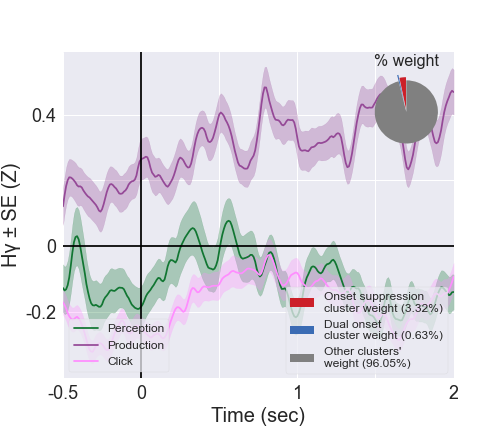 % weight
Hγ ± SE (Z)
0.4
0
-0.2
Perception
Production
Click
Onset suppression
cluster weight (3.32%)
Dual onset
cluster weight (0.63%)
Other clusters'
weight (96.05%)
-0.5
0
1
2
Time (sec)